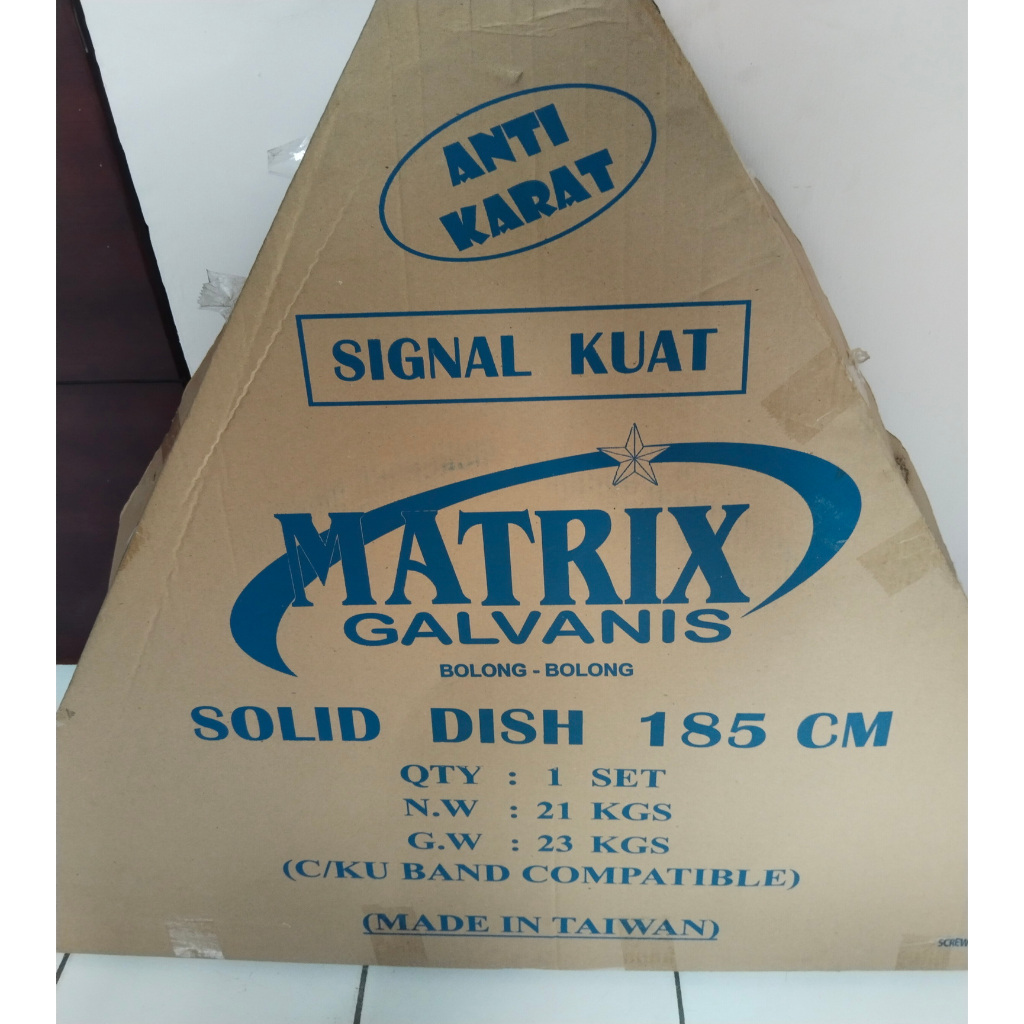 ANTI
KARAT
SIGNAL KUAT
MATRIX
GALVANIS
BOLONG - BOLONG
SOLID DISH 185 CM
QTY : 1 SET
N.W : 21 KGS
G.W : 23 KGS
(C/KU BAND COMPATIBLE)
(MADE IN TAIWAN)